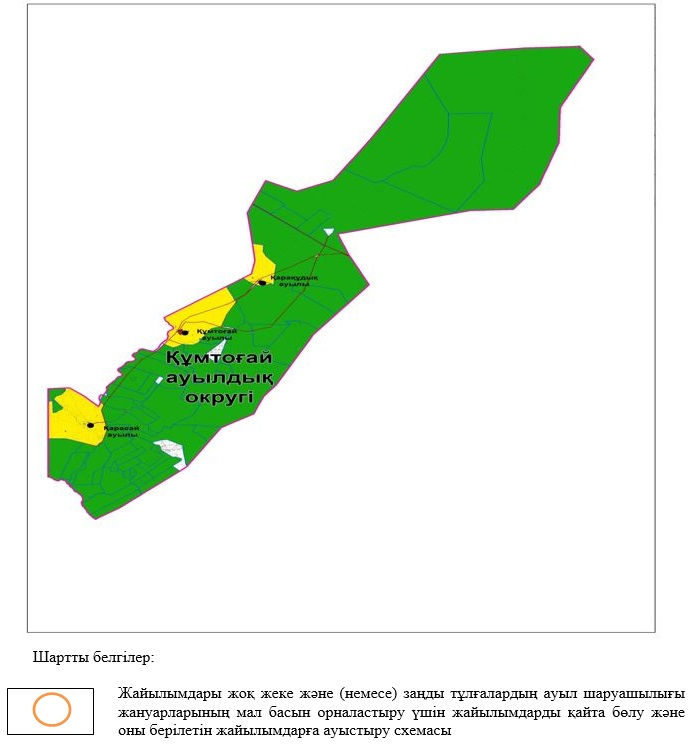 Қарақұдық
ауылы
Құмтоғай
ауылы
Құмтоғай
ауылдық
округі
Қарасай
ауылы
Шартты белгілер:
Жайылымдары жоқ жеке және (немесе) заңды тұлғалардың ауыл шаруашылығы
жануарларының мал басын орналастыру үшін жайылымдарды қайта бөлу және
оны берілетін жайылымдарға ауыстыру схемасы